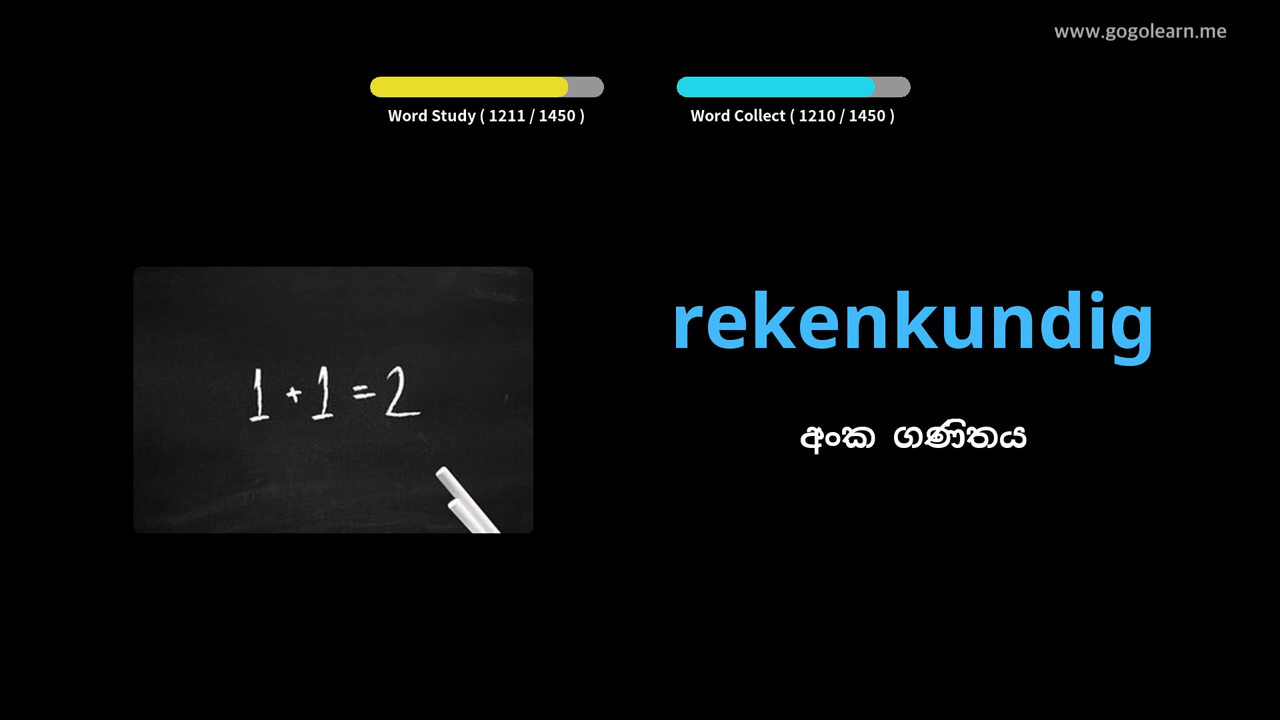 www.gogolearn.me
Word Study ( 1211 / 1450 )
Word Collect ( 1210 / 1450 )
1 + 1 = 2
rekenkundig
අංක ගණිතය